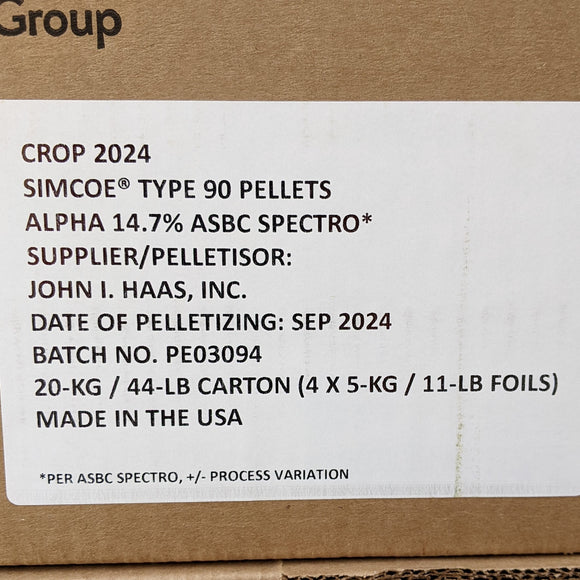 Group
CROP 2024
SIMCOE® TYPE 90 PELLETS
ALPHA 14.7% ASBC SPECTRO*
SUPPLIER/PELLETISOR:
JOHN I. HAAS, INC.
DATE OF PELLETIZING: SEP 2024
BATCH NO. PE03094
20-KG / 44-LB CARTON (4 X 5-KG / 11-LB FOILS)
MADE IN THE USA
*PER ASBC SPECTRO, +/- PROCESS VARIATION